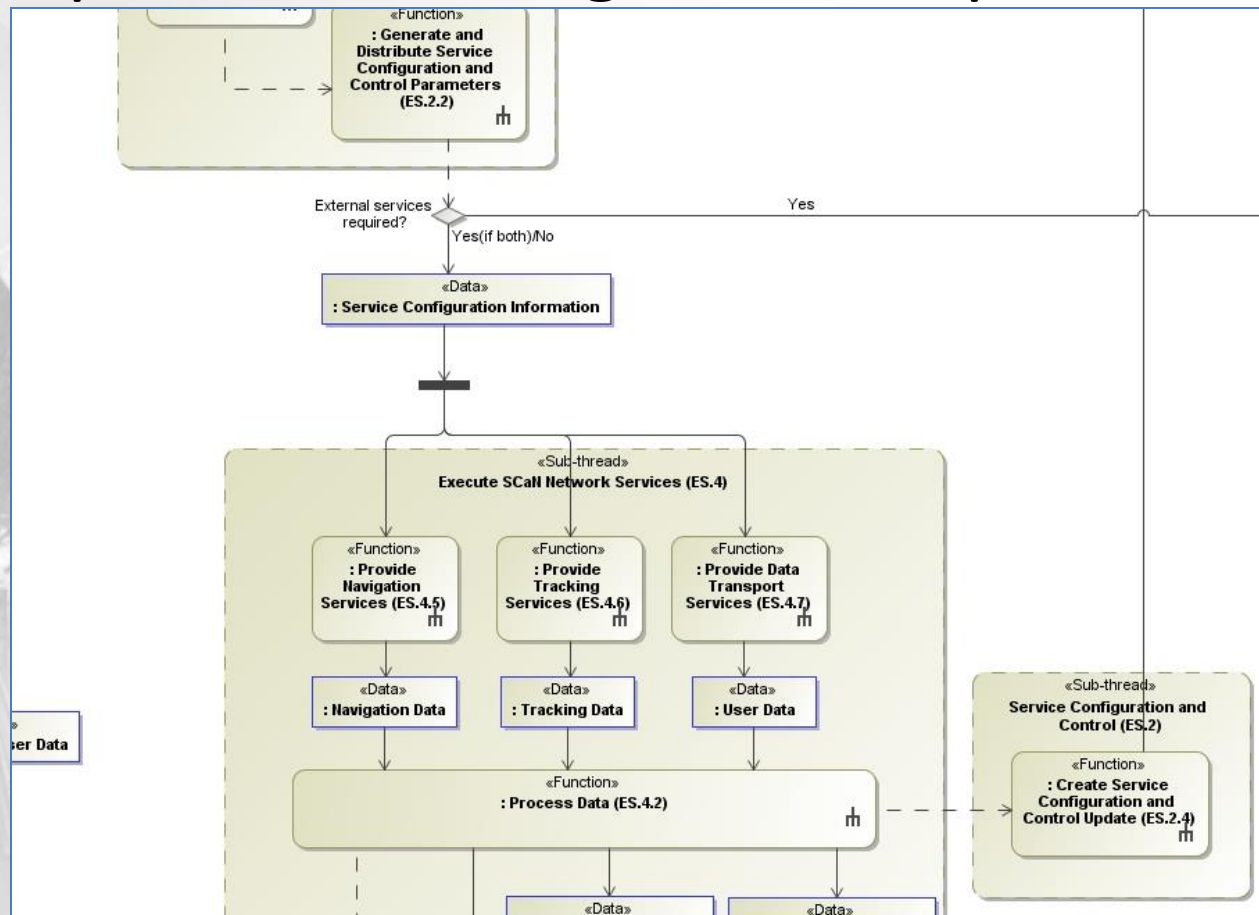 «Function»
: Generate and
Distribute Service
Configuration and
Control Parameters
(ES.2.2)
External services
required?
Yes
Yes(if both)/No
«Data»
: Service Configuration Information
«Sub-thread»
Execute SCaN Network Services (ES.4)
«Function»
: Provide
Navigation
Services (ES.4.5)
«Function»
: Provide
Tracking
Services (ES.4.6)
«Function»
: Provide Data
Transport
Services (ES.4.7)
«Data»
: Navigation Data
«Data»
: Tracking Data
«Data»
: User Data
»
ser Data
«Function»
: Process Data (ES.4.2)
«Sub-thread»
Service Configuration and
Control (ES.2)
«Function»
: Create Service
Configuration and
Control Update (ES.2.4)
«Data»
«Data»